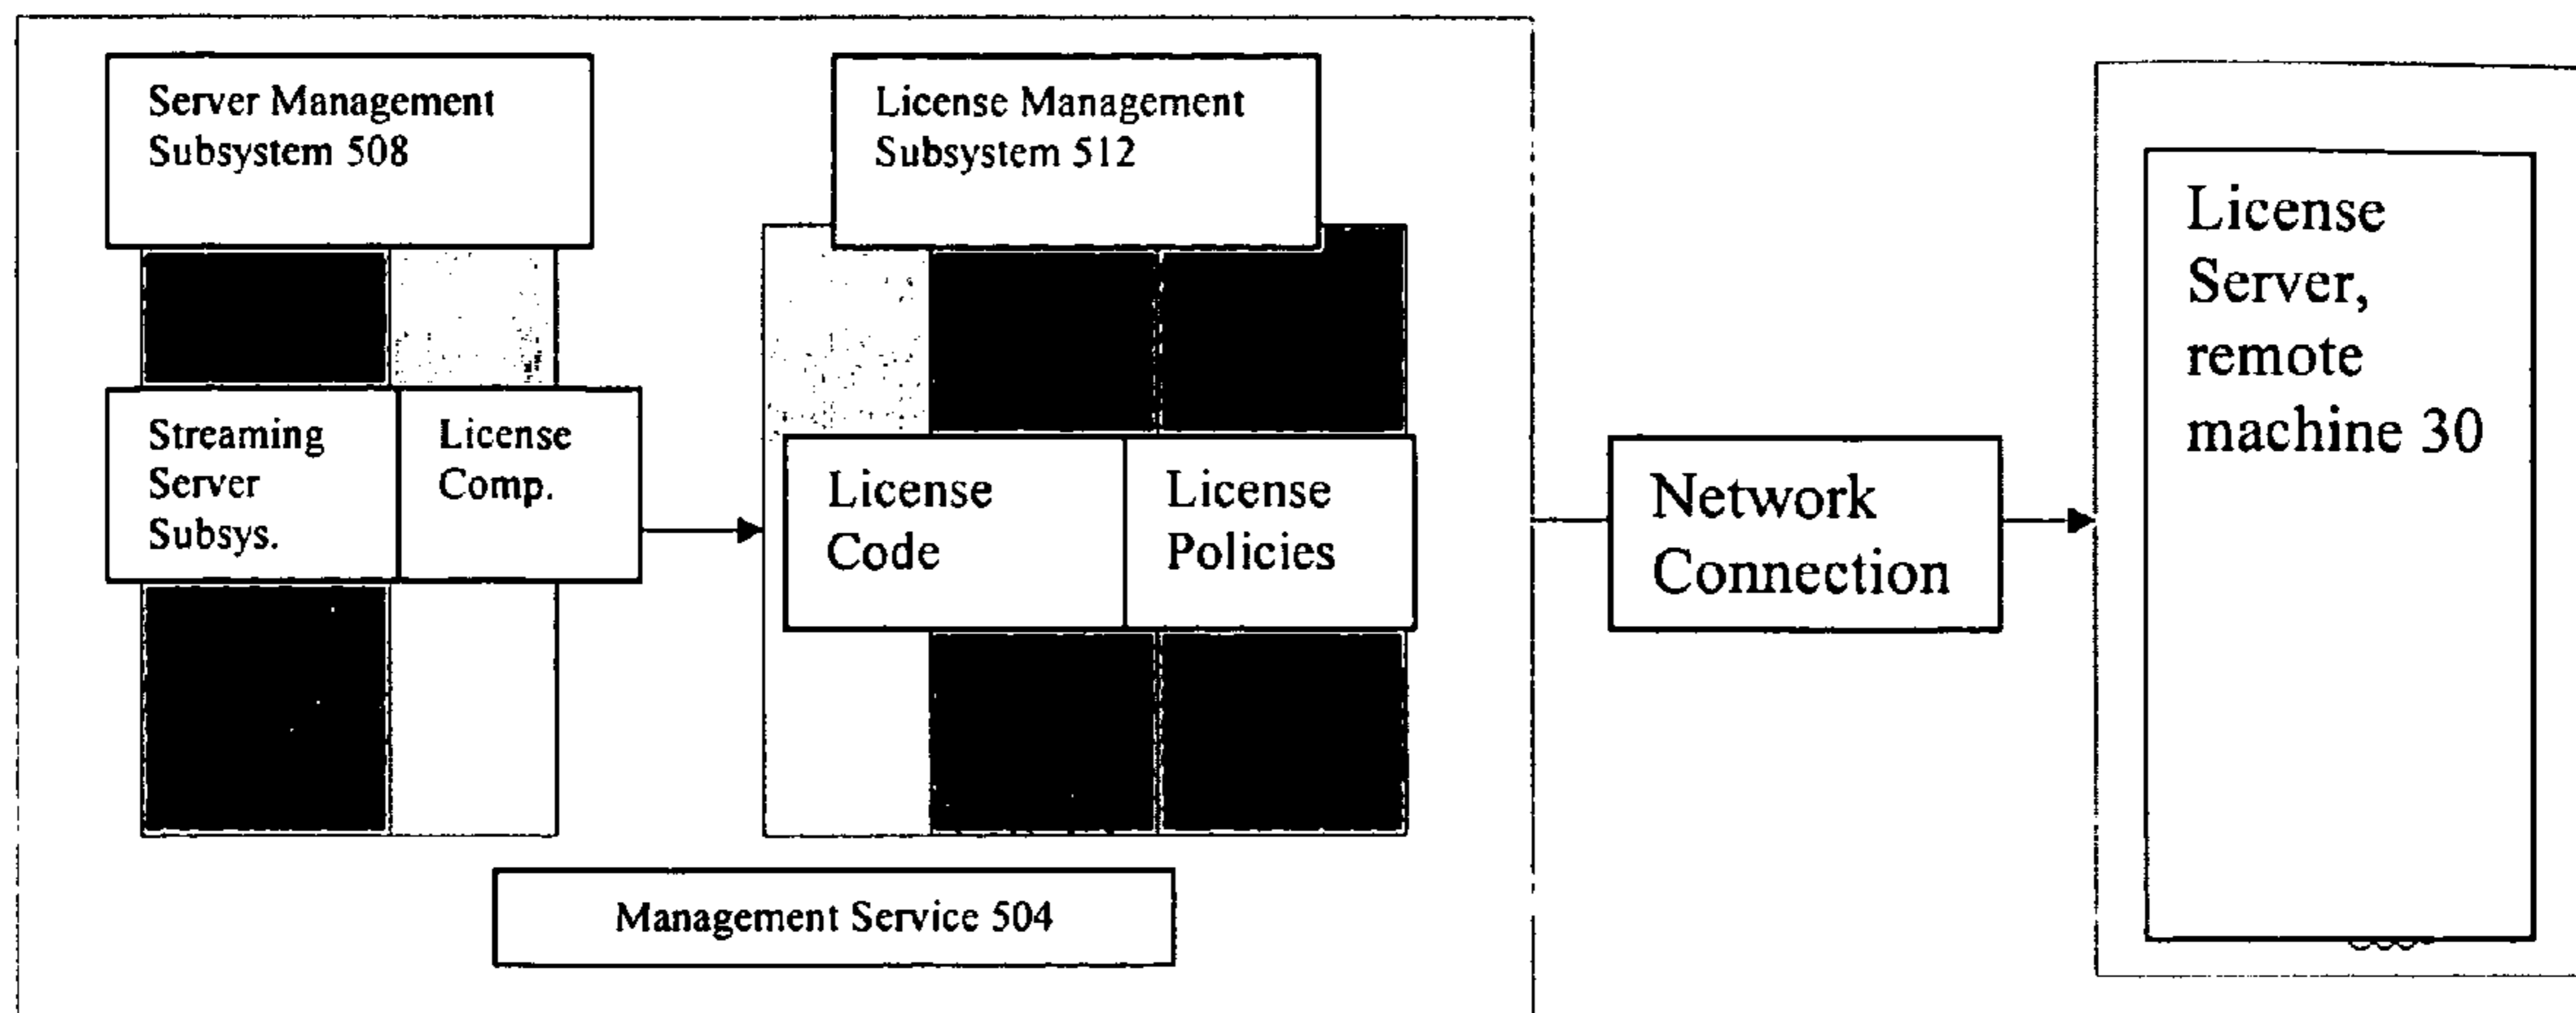 Server Management
Subsystem 508
License Management
Subsystem 512
Streaming
Server
Subsys.
License
Comp.
License
Code
License
Policies
Network
Connection
License
Server,
remote
machine 30
Management Service 504